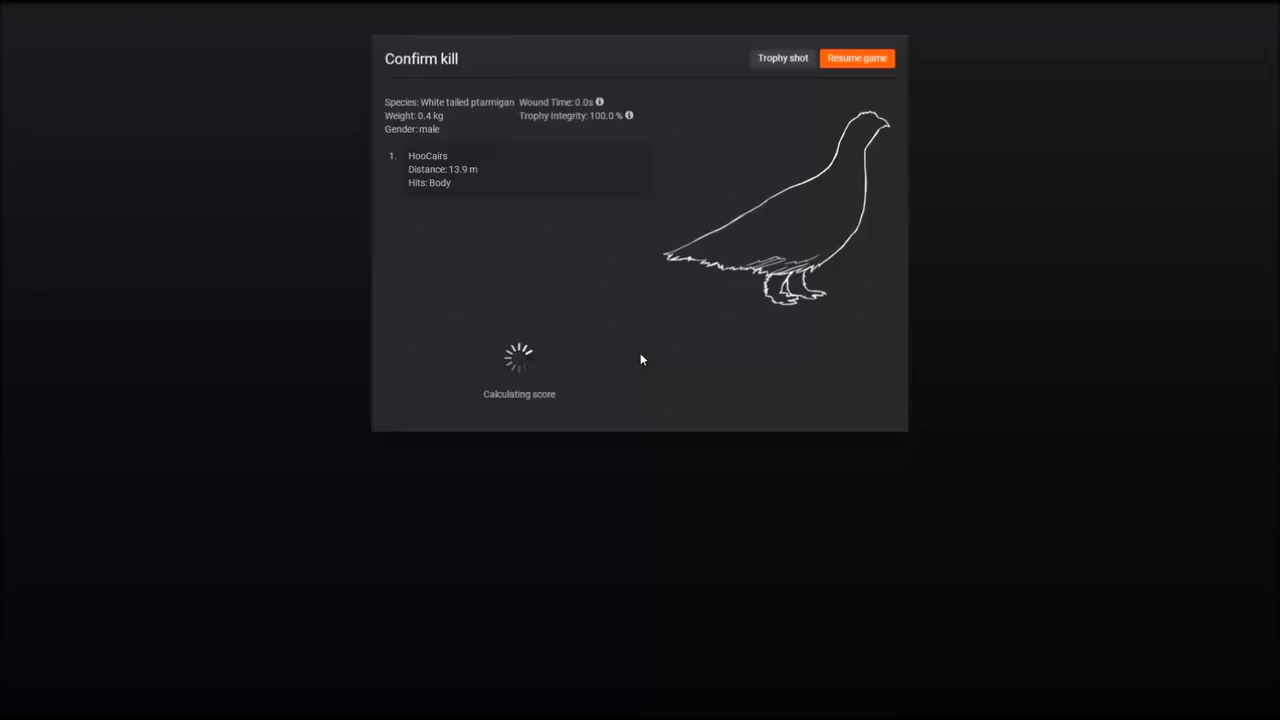 Confirm kill
Trophy shot
Resume game
Species: White tailed ptarmigan Wound Time: 0.0s
Weight: 0.4 kg Trophy Integrity: 100.0 %
Gender: male
1. HooCairs
Distance: 13.9 m
Hits: Body
Calculating score